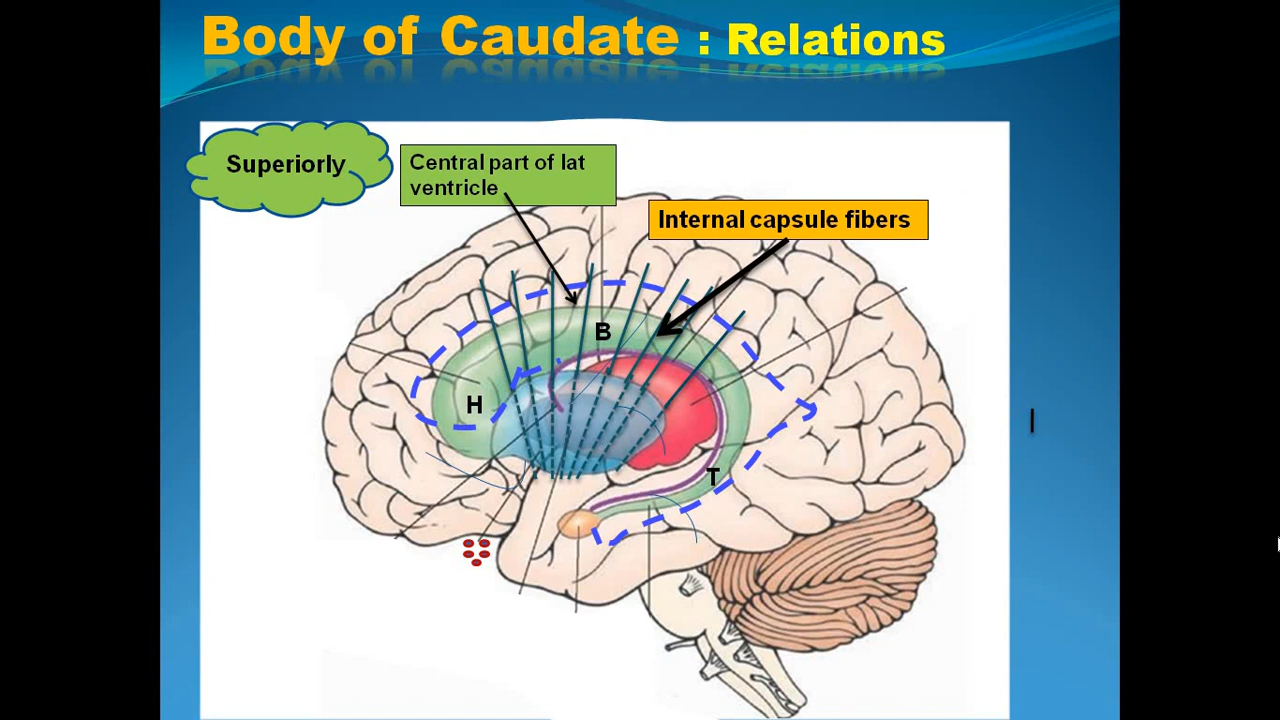 Body of Caudate : Relations
Superiorly
Central part of lat
ventricle
Internal capsule fibers
B
H
T